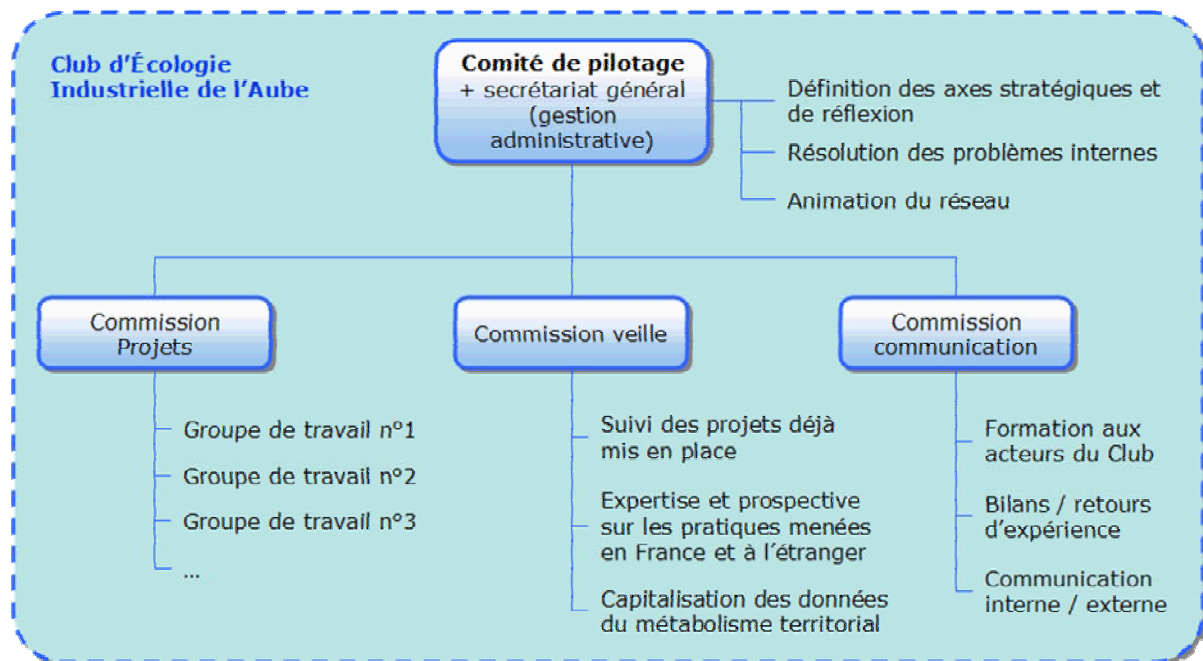 Club d'Écologie
Industrielle de l'Aube
Comité de pilotage
+ secrétariat général
(gestion
administrative)
Définition des axes stratégiques et
de réflexion
Résolution des problèmes internes
Animation du réseau
Commission
Projets
Groupe de travail n°1
Groupe de travail n°2
Groupe de travail n°3
...
Commission veille
Suivi des projets déjà
mis en place
Expertise et prospective
sur les pratiques menées
en France et à l'étranger
Capitalisation des données
du métabolisme territorial
Commission
communication
Formation aux
acteurs du Club
Bilans / retours
d'expérience
Communication
interne / externe